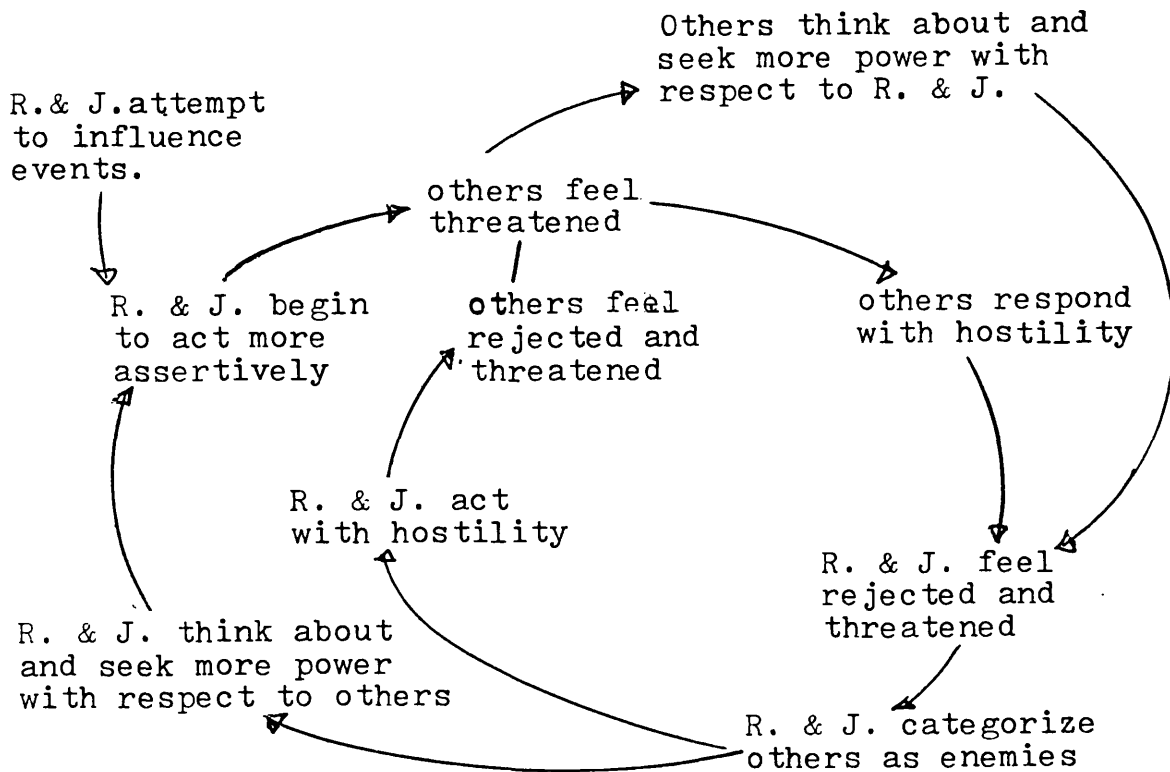 R. & J. attempt
to influence
events.
Others think about and
seek more power with
respect to R. & J.
others feel
threatened
R. & J. begin
to act more
assertively
others feel
rejected and
threatened
others respond
with hostility
R. & J. act
with hostility
R. & J. feel
rejected and
threatened
R. & J. think about
and seek more power
with respect to others
R. & J. categorize
others as enemies